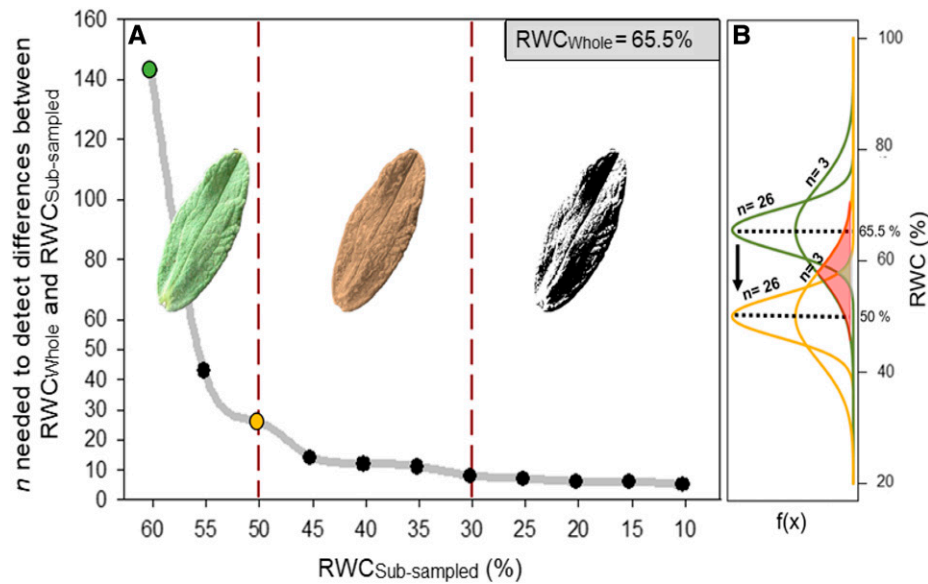 A
RWCWhole = 65.5%
B
n needed to detect differences between
RWCWhole and RWCSub-sampled
160
140
120
100
80
60
50
40
30
20
10
0
60 55 50 45 40 35 30 25 20 15 10
RWCSub-sampled (%)
n= 26
n= 3
n= 26
n= 3
100
80
65.5 %
60
50 %
40
20
RWC (%)
f(x)